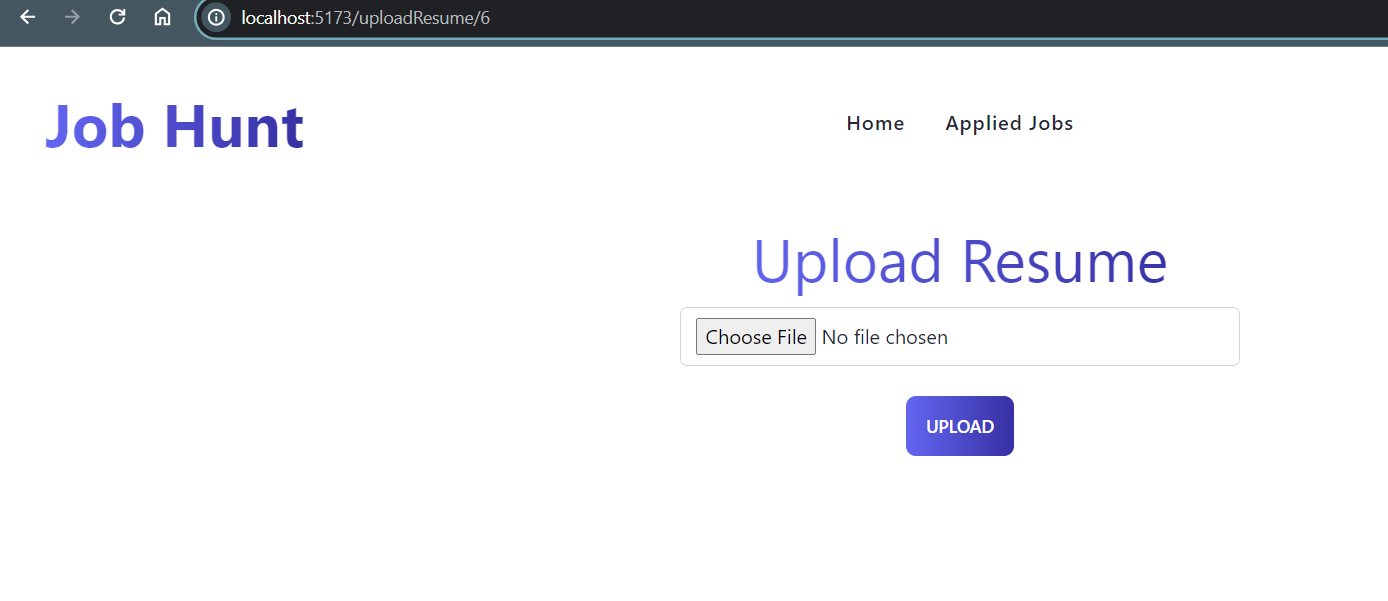 localhost:5173/uploadResume/6
Job Hunt
Home Applied Jobs
Upload Resume
Choose File No file chosen
UPLOAD